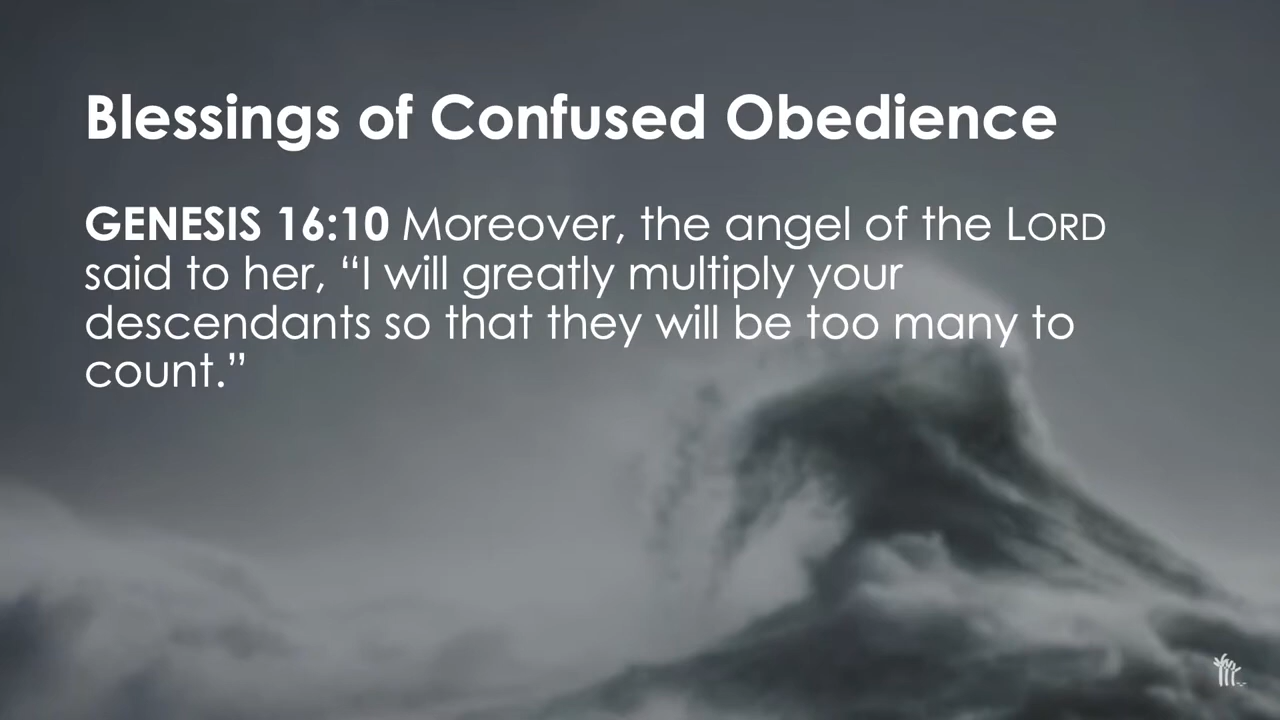 Blessings of Confused Obedience
GENESIS 16:10 Moreover, the angel of the LORD
said to her, “I will greatly multiply your
descendants so that they will be too many to
count.”